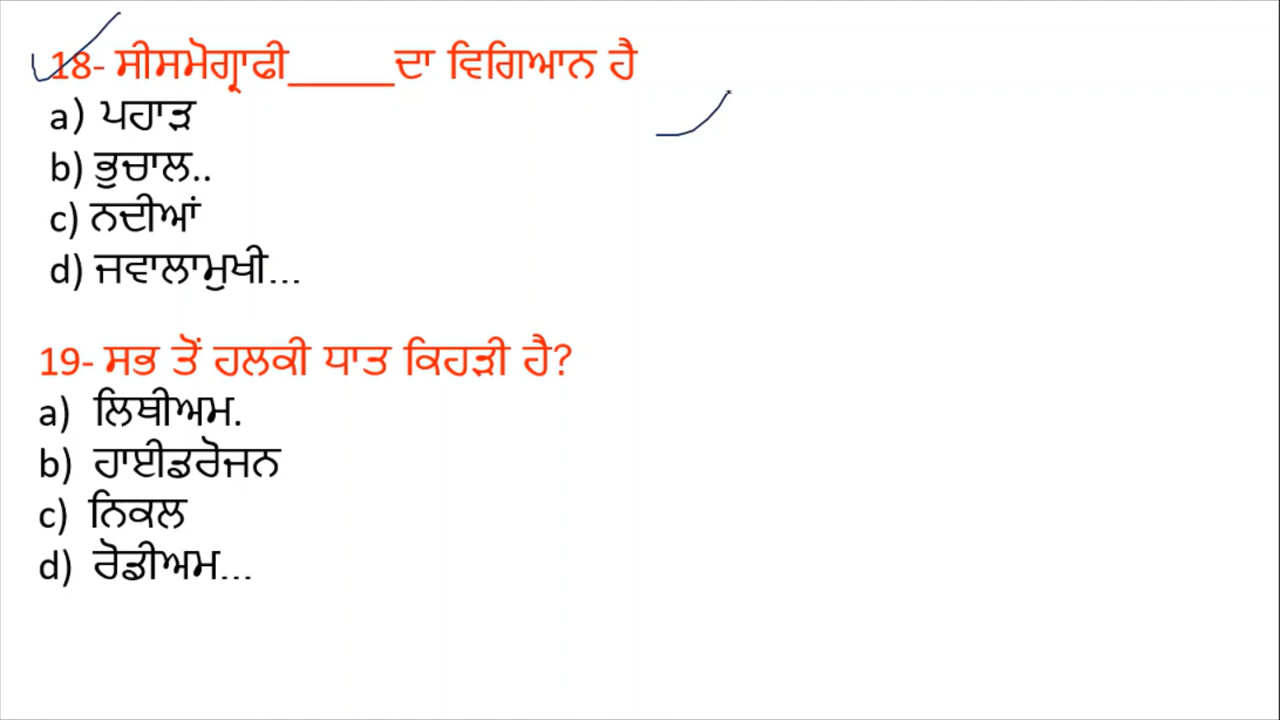 18- ਸੀਸਮੋਗ੍ਰਾਫੀ_____ਦਾ ਵਿਗਿਆਨ ਹੈ
a) ਪਹਾੜ
b) ਭੁਚਾਲ..
c) ਨਦੀਆਂ
d) ਜਵਾਲਾਮੁਖੀ...
19- ਸਭ ਤੋਂ ਹਲਕੀ ਧਾਤ ਕਿਹੜੀ ਹੈ?
a) ਲਿਥੀਅਮ.
b) ਹਾਈਡਰੋਜਨ
c) ਨਿਕਲ
d) ਰੋਡੀਅਮ...